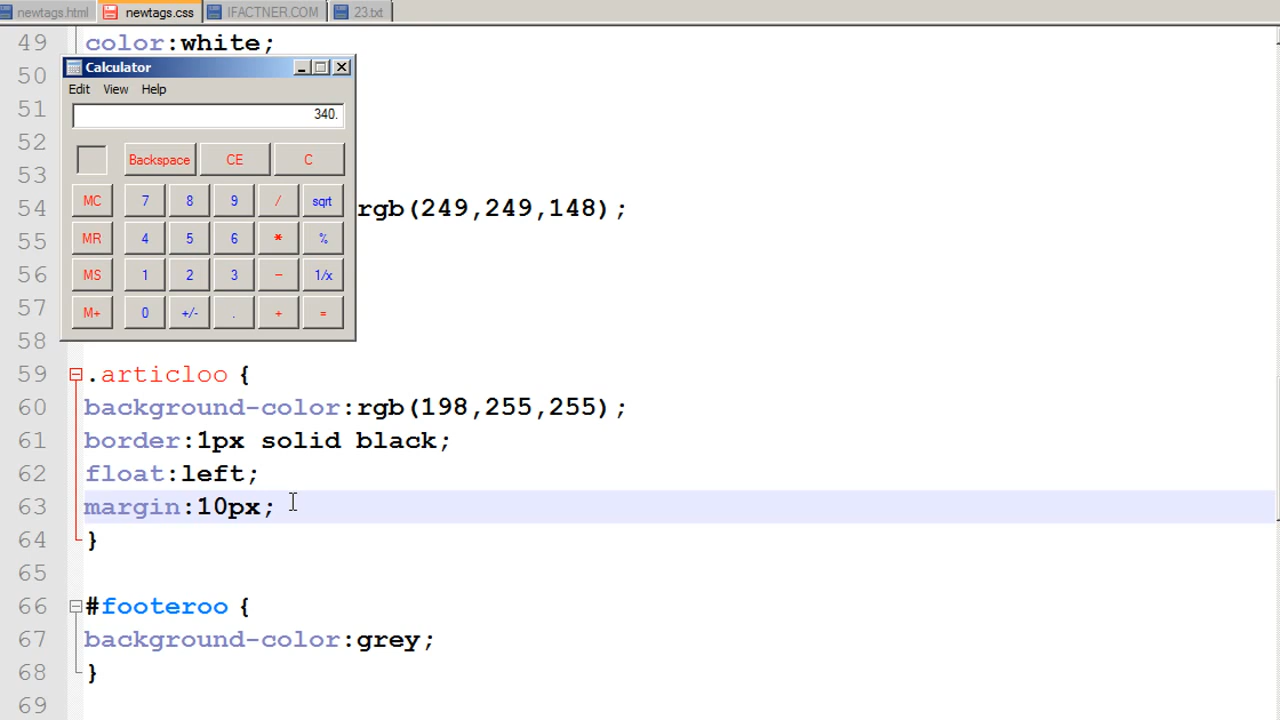 newtags.html newtags.css IFACTNER.COM 23.txt
49 color:white;
50
51
52
53
54 rgb(249,249,148);
55
56
57
58
Calculator
Edit View Help
340.
Backspace CE C
MC 7 8 9 / sqrt
MR 4 5 6 * %
MS 1 2 3 - 1/x
M+ 0 +/- . + =
59 .articloo {
60 background-color:rgb(198,255,255);
61 border:1px solid black;
62 float:left;
63 margin:10px;
64 }
65
66 #footeroo {
67 background-color:grey;
68 }
69